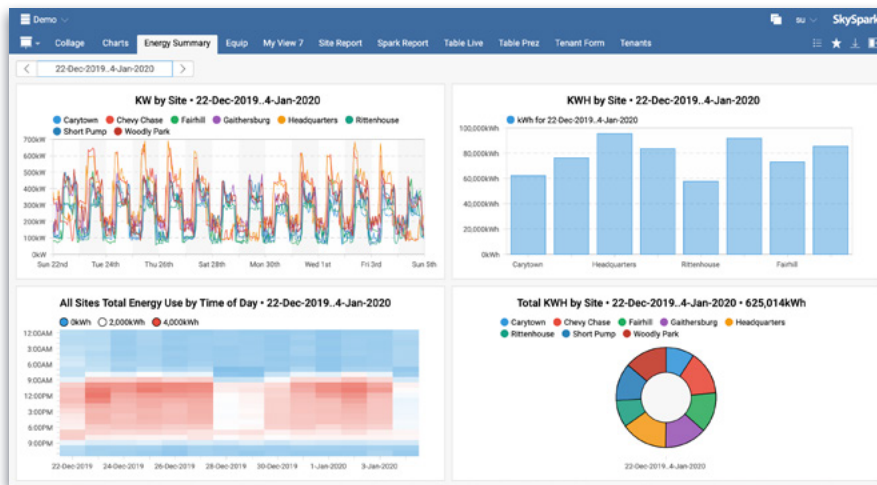 Demo su SkySpark
Collage Charts Energy Summary Equip My View 7 Site Report Spark Report Table Live Table Prez Tenant Form Tenants
22-Dec-2019..4-Jan-2020
KW by Site • 22-Dec-2019..4-Jan-2020
Carytown Chevy Chase Fairhill Gaithersburg Headquarters Rittenhouse
Short Pump Woodly Park
700kW
600kW
500kW
400kW
300kW
200kW
100kW
0kW
Sun 22nd Tue 24th Thu 26th Sat 28th Mon 30th Wed 1st Fri 3rd Sun 5th
KWH by Site • 22-Dec-2019..4-Jan-2020
kWh for 22-Dec-2019..4-Jan-2020
100,000kWh
80,000kWh
60,000kWh
40,000kWh
20,000kWh
0kWh
Carytown Headquarters Rittenhouse Fairhill
All Sites Total Energy Use by Time of Day • 22-Dec-2019..4-Jan-2020
0kWh 2,000kWh 4,000kWh
12:00AM
3:00AM
6:00AM
9:00AM
12:00PM
3:00PM
6:00PM
9:00PM
22-Dec-2019 24-Dec-2019 26-Dec-2019 28-Dec-2019 30-Dec-2019 1-Jan-2020 3-Jan-2020
Total KWH by Site • 22-Dec-2019..4-Jan-2020 • 625,014kWh
Carytown Chevy Chase Fairhill Gaithersburg Headquarters
Rittenhouse Short Pump Woodly Park
22-Dec-2019..4-Jan-2020